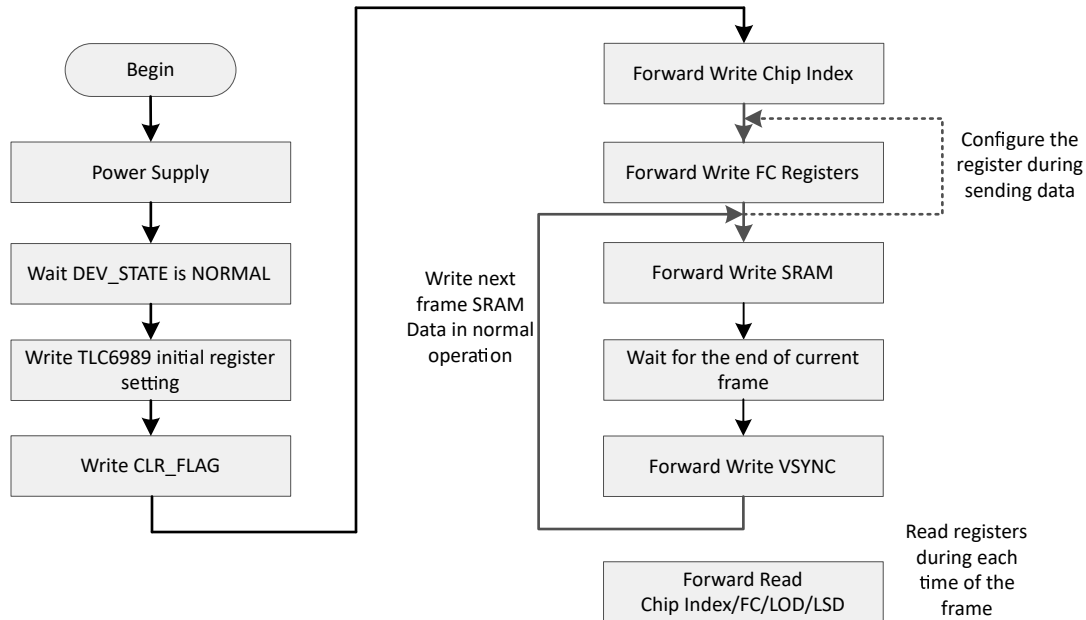 Begin
Power Supply
Wait DEV_STATE is NORMAL
Write TLC6989 initial register
setting
Write CLR_FLAG
Forward Write Chip Index
Configure the
register during
sending data
Forward Write FC Registers
Write next
frame SRAM
Data in normal
operation
Forward Write SRAM
Wait for the end of current
frame
Forward Write VSYNC
Read registers
during each
time of the
frame
Forward Read
Chip Index/FC/LOD/LSD